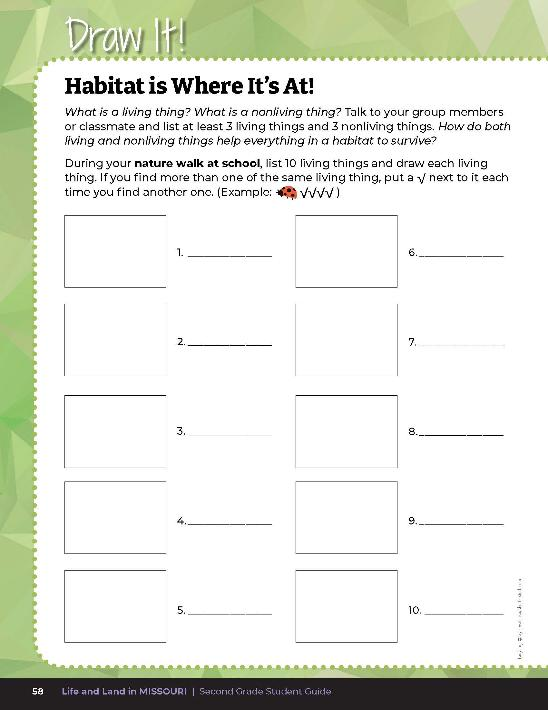 Draw It!
Habitat is Where It's At!
What is a living thing? What is a nonliving thing? Talk to your group members
or classmate and list at least 3 living things and 3 nonliving things. How do both
living and nonliving things help everything in a habitat to survive?
During your nature walk at school, list 10 living things and draw each living
thing. If you find more than one of the same living thing, put a √ next to it each
time you find another one. (Example: √√√√ )
1. ____________ 6. ____________
2. ____________ 7. ____________
3. ____________ 8. ____________
4. ____________ 9. ____________
5. ____________ 10. ____________
58 Life and Land in MISSOURI | Second Grade Student Guide